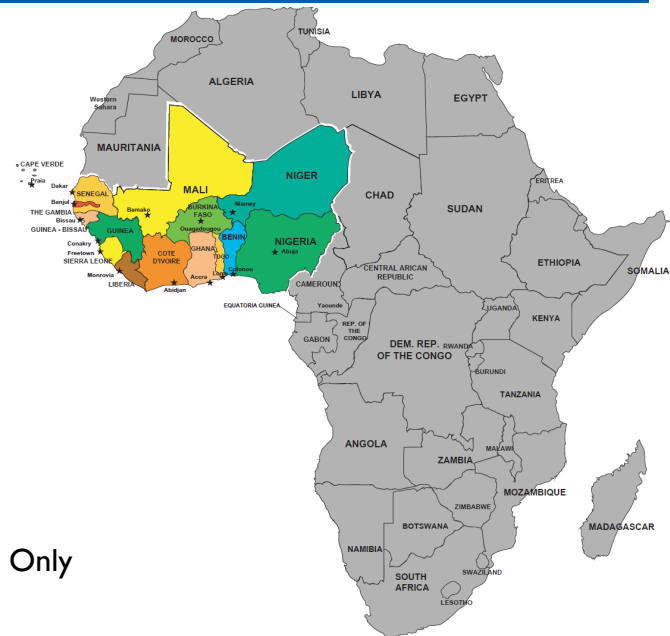 TUNISIA
MOROCCO
ALGERIA
LIBYA
EGYPT
Western
Sahara
MAURITANIA
CAPE VERDE
Praia
MALI
NIGER
CHAD
SUDAN
ERITREA
Dakar
SENEGAL
Banjul
THE GAMBIA
Bissau
GUINEA - BISSAU
Bamako
BURKINA
FASO
Ouagadougou
Niamey
GUINEA
Conakry
Freetown
SIERRA LEONE
Monrovia
LIBERIA
COTE
D'IVOIRE
Abidjan
GHANA
Accra
TOGO
Lome
BENIN
Cotonou
NIGERIA
Abuja
ETHIOPIA
SOMALIA
CENTRAL ARICAN
REPUBLIC
CAMEROUN
Yaounde
EQUATORIA GUINEA
GABON
REP. OF
THE
CONGO
DEM. REP.
OF THE CONGO
UGANDA
KENYA
RWANDA
BURUNDI
TANZANIA
ANGOLA
ZAMBIA
MALAWI
MOZAMBIQUE
ZIMBABWE
MADAGASCAR
BOTSWANA
NAMIBIA
SOUTH
AFRICA
SWAZILAND
LESOTHO
Only